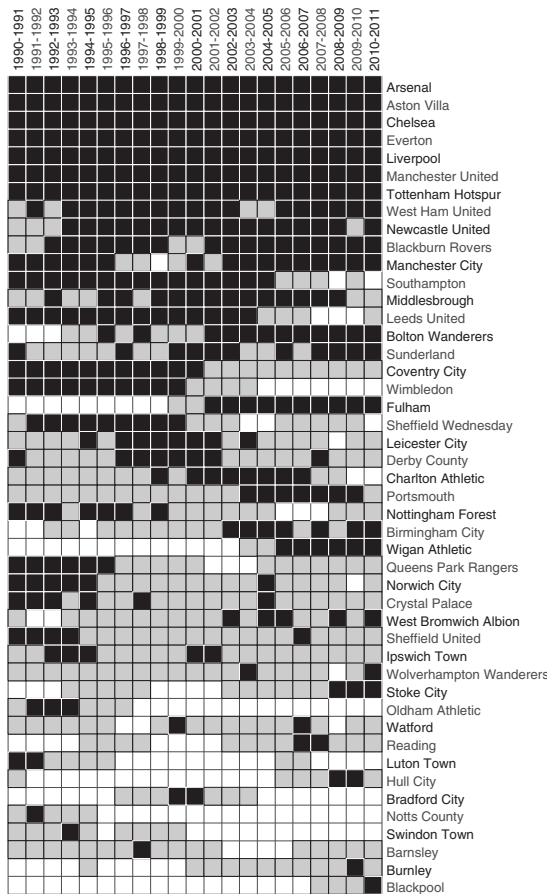 1990-1991
1991-1992
1992-1993
1993-1994
1994-1995
1995-1996
1996-1997
1997-1998
1998-1999
1999-2000
2000-2001
2001-2002
2002-2003
2003-2004
2004-2005
2005-2006
2006-2007
2007-2008
2008-2009
2009-2010
2010-2011
Arsenal
Aston Villa
Chelsea
Everton
Liverpool
Manchester United
Tottenham Hotspur
West Ham United
Newcastle United
Blackburn Rovers
Manchester City
Southampton
Middlesbrough
Leeds United
Bolton Wanderers
Sunderland
Coventry City
Wimbledon
Fulham
Sheffield Wednesday
Leicester City
Derby County
Charlton Athletic
Portsmouth
Nottingham Forest
Birmingham City
Wigan Athletic
Queens Park Rangers
Norwich City
Crystal Palace
West Bromwich Albion
Sheffield United
Ipswich Town
Wolverhampton Wanderers
Stoke City
Oldham Athletic
Watford
Reading
Luton Town
Hull City
Bradford City
Notts County
Swindon Town
Barnsley
Burnley
Blackpool